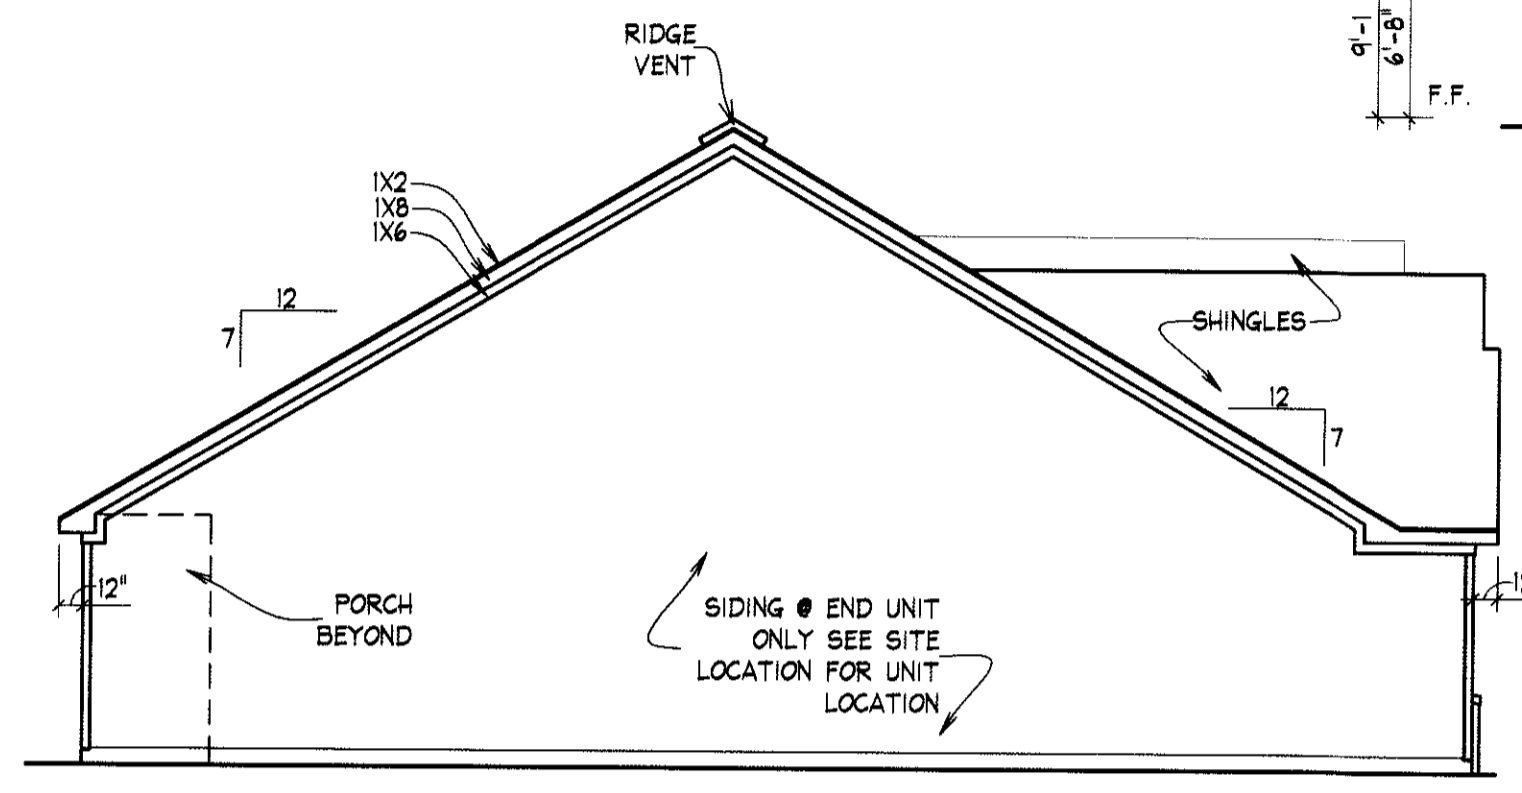 RIDGE
VENT
9'-1
6'-8"
F.F.
1X2
1X8
1X6
12
7
SHINGLES
12
7
12"
PORCH
BEYOND
SIDING @ END UNIT
ONLY SEE SITE
LOCATION FOR UNIT
LOCATION